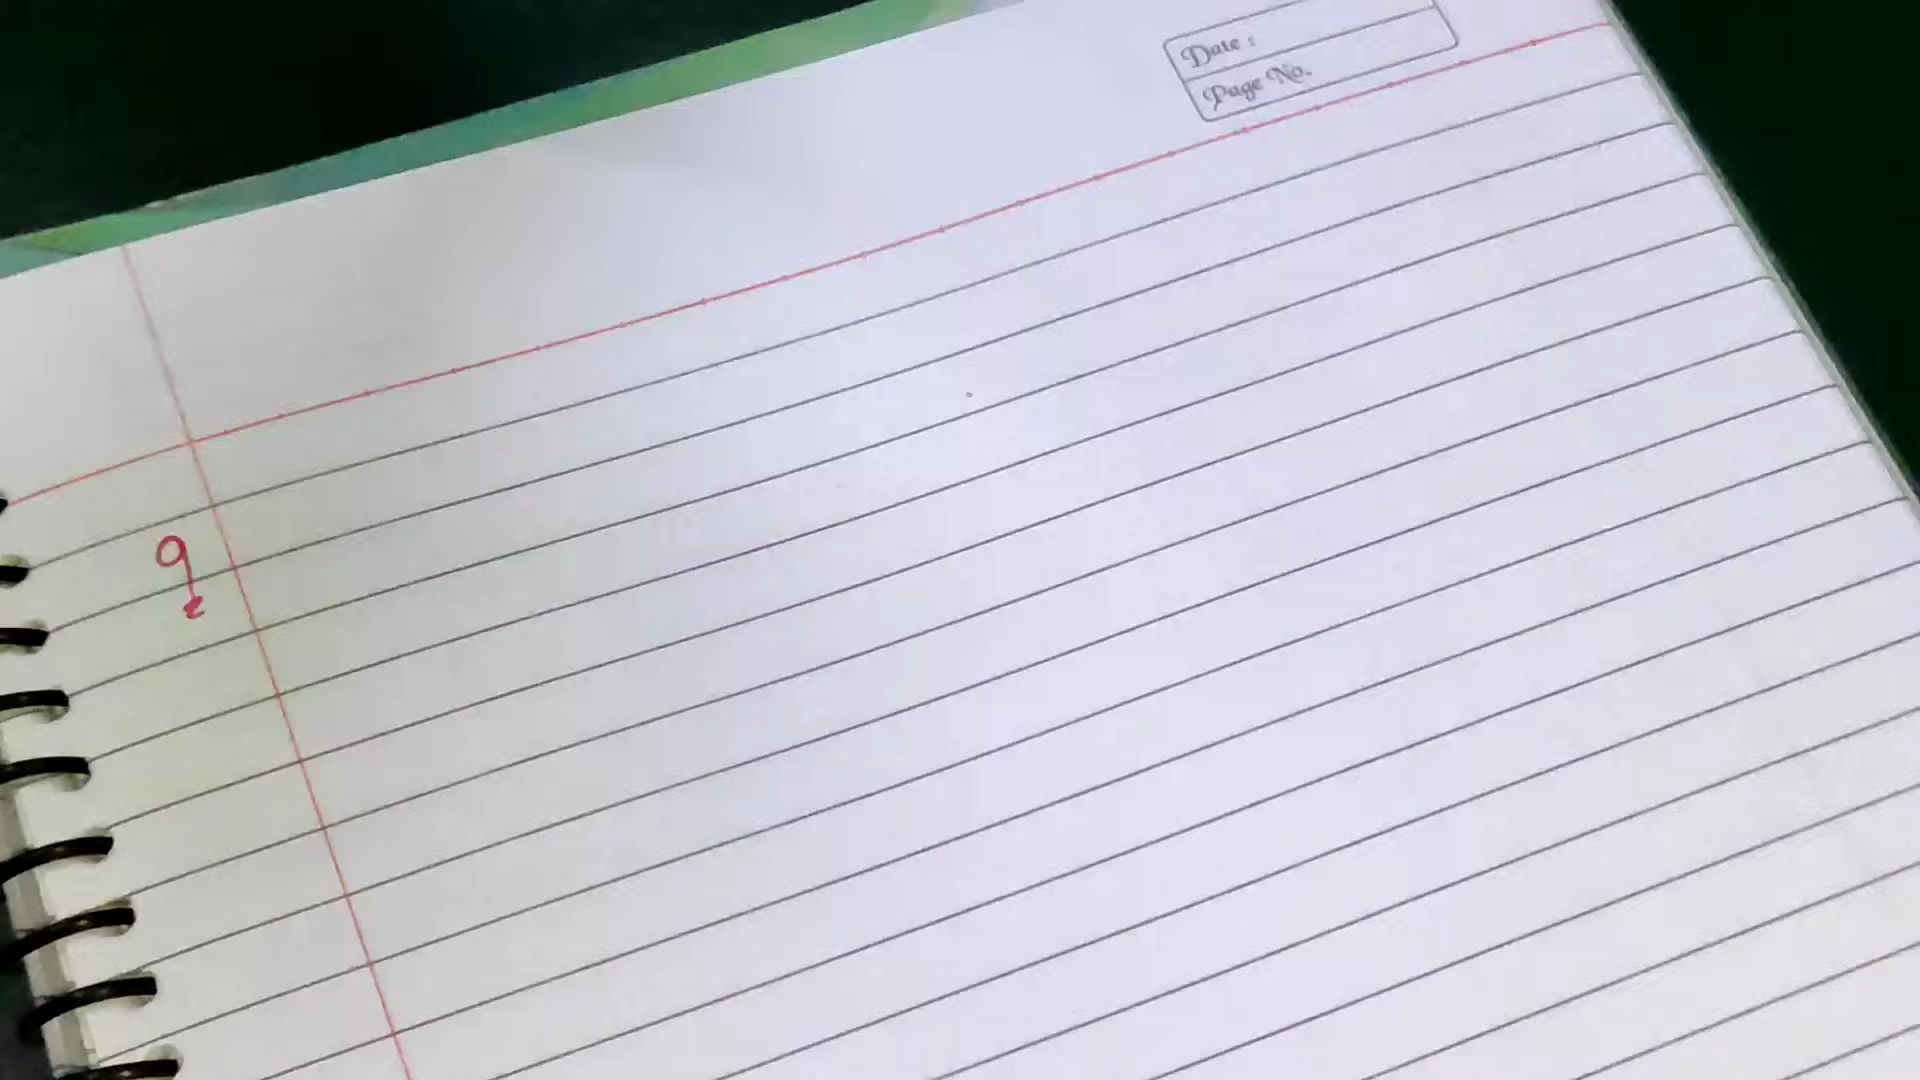 Date :
Page No.
q